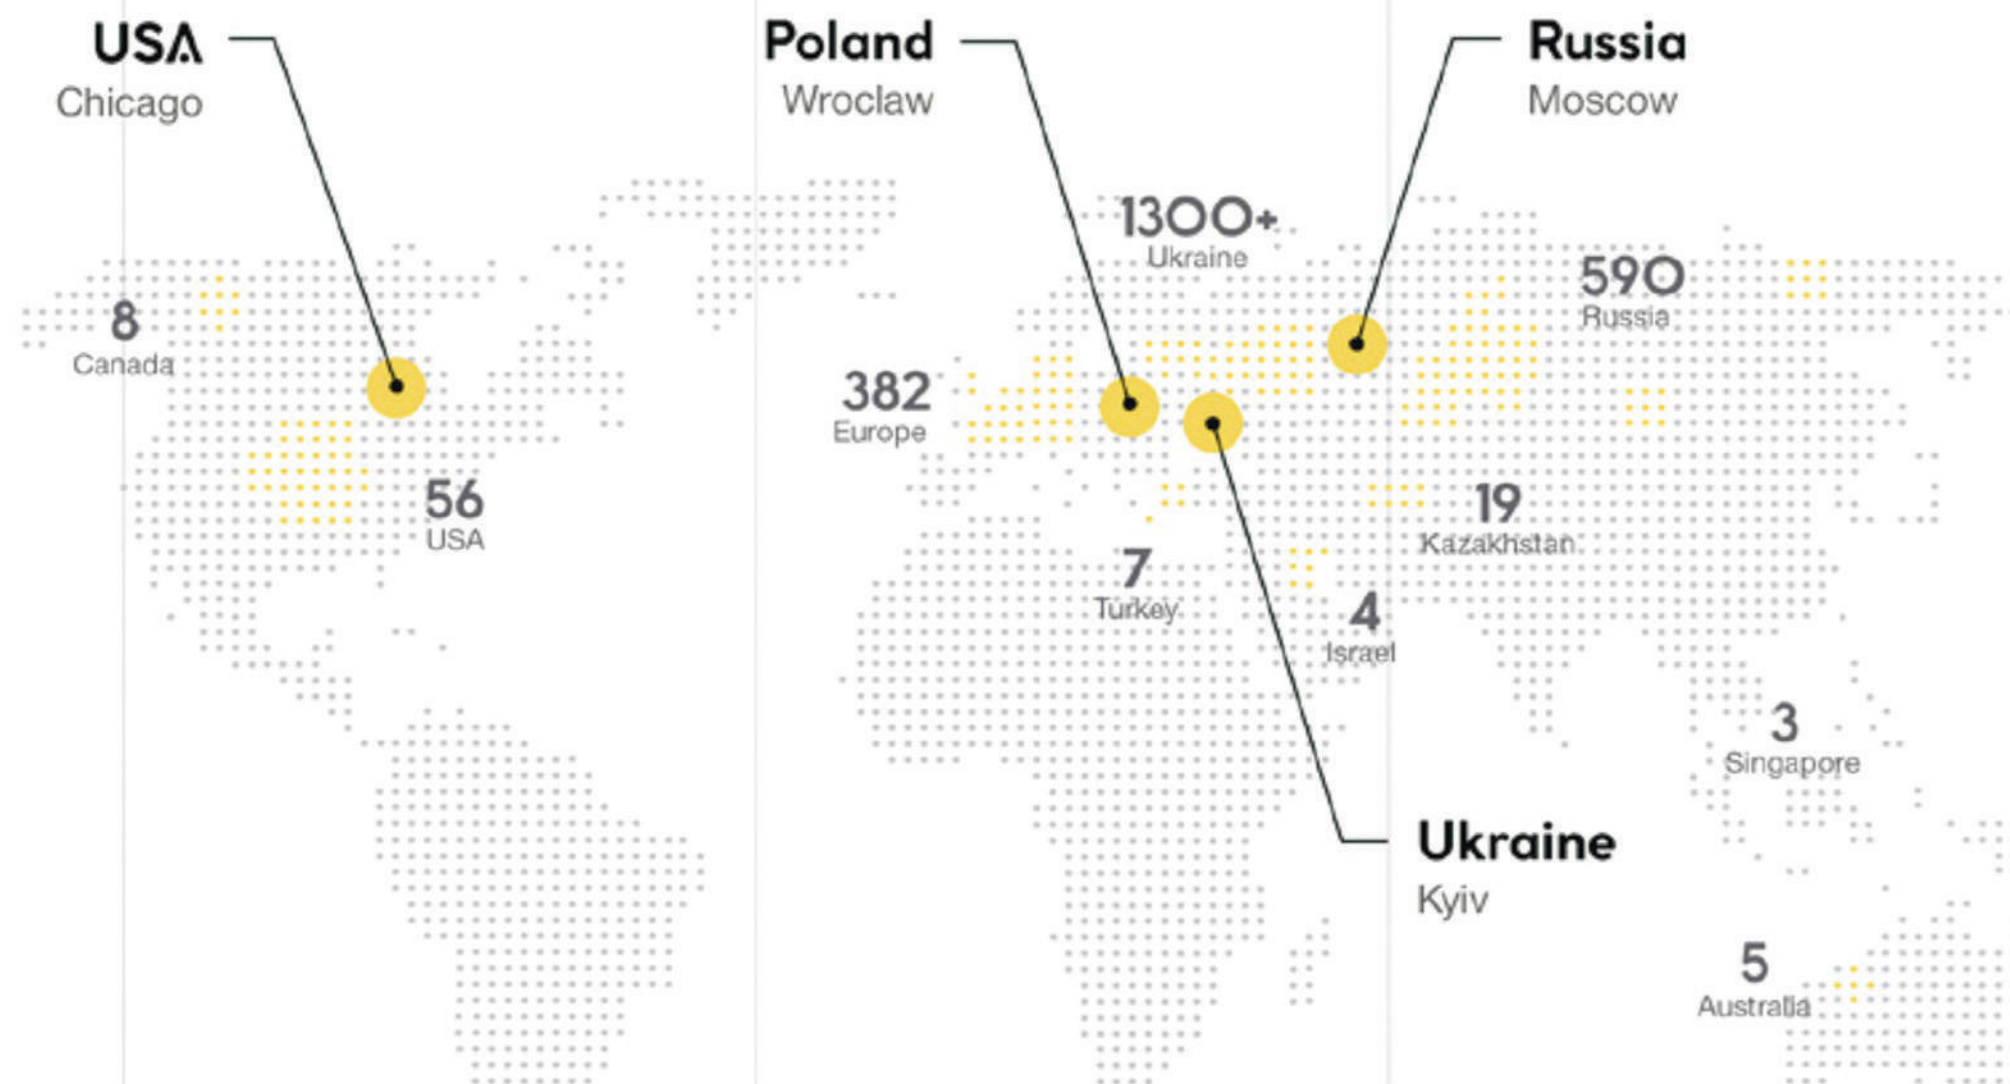 USA
Chicago
Poland
Wroclaw
Russia
Moscow
1300+
Ukraine
590
Russia
8
Canada
382
Europe
56
USA
19
Kazakhstan
7
Turkey
4
Israel
3
Singapore
Ukraine
Kyiv
5
Australia